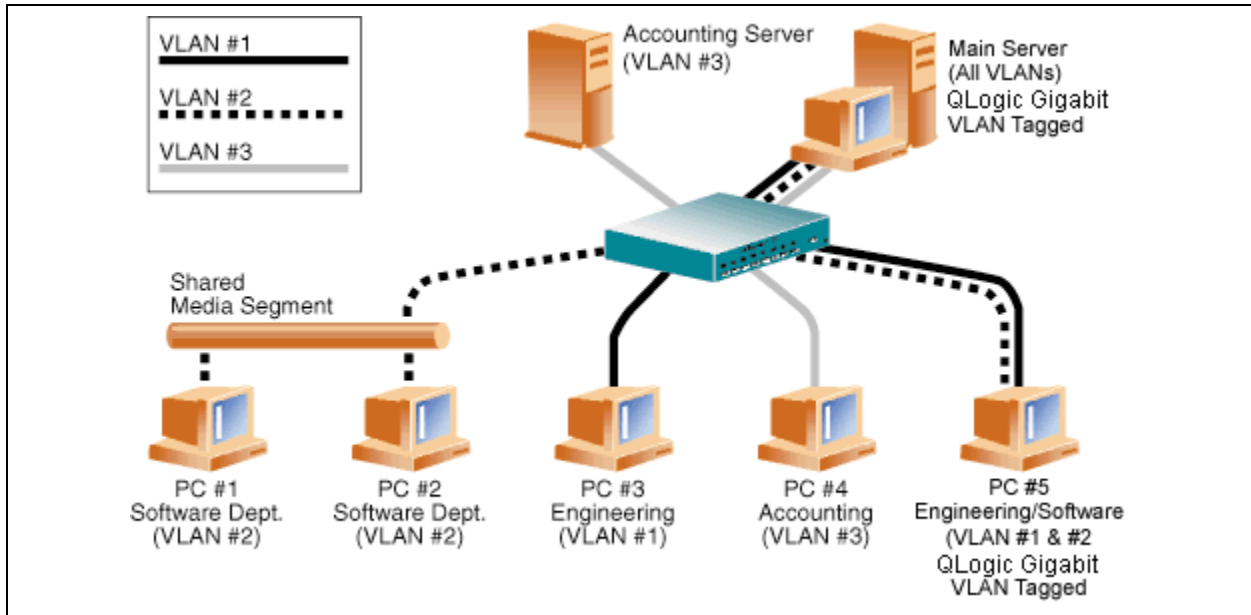 VLAN #1
VLAN #2
VLAN #3
Accounting Server
(VLAN #3)
Main Server
(All VLANs)
QLogic Gigabit
VLAN Tagged
Shared
Media Segment
PC #1
Software Dept.
(VLAN #2)
PC #2
Software Dept.
(VLAN #2)
PC #3
Engineering
(VLAN #1)
PC #4
Accounting
(VLAN #3)
PC #5
Engineering/Software
(VLAN #1 & #2
QLogic Gigabit
VLAN Tagged